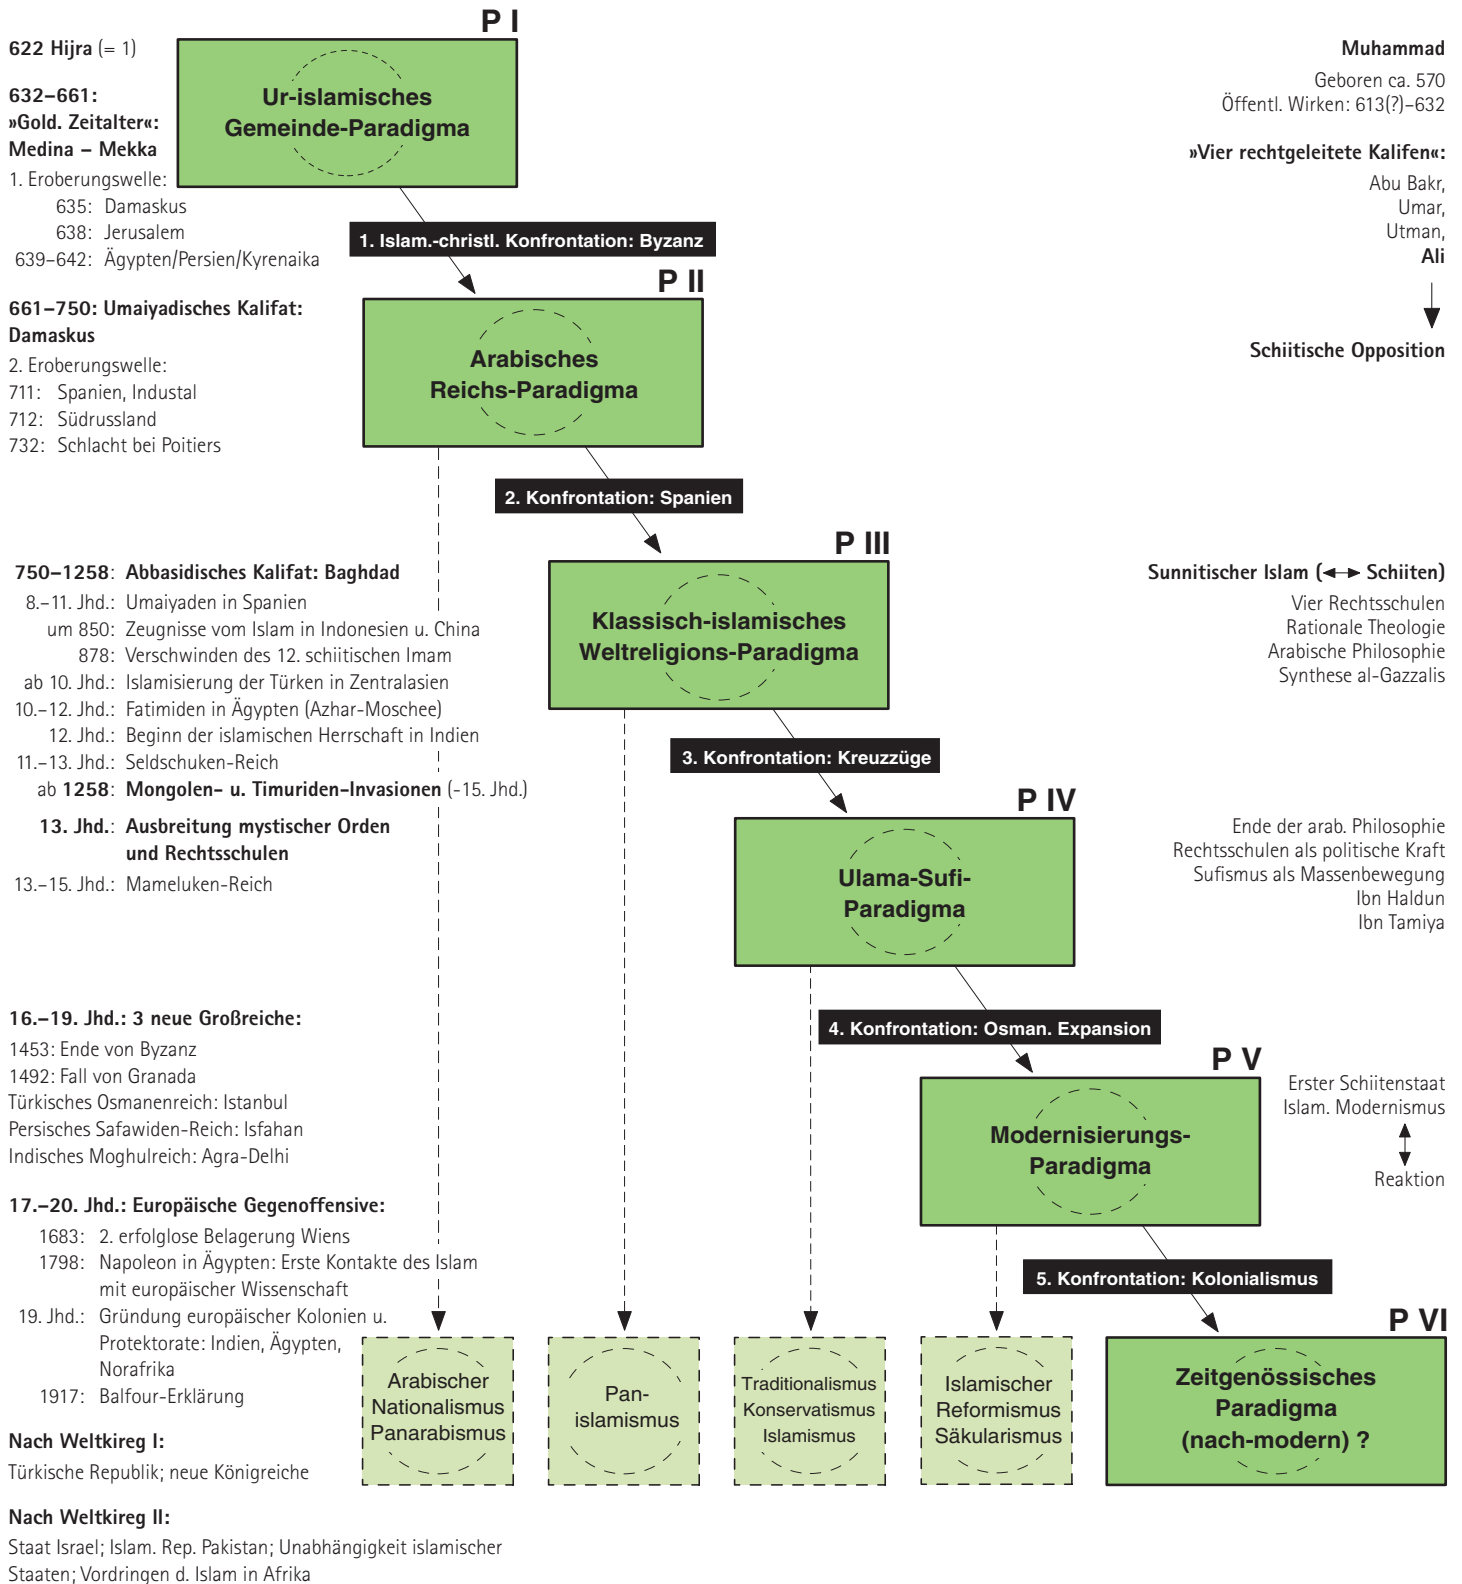 P I
622 Hijra (= 1)
632–661:
»Gold. Zeitalter«:
Medina – Mekka
1. Eroberungswelle:
635: Damaskus
638: Jerusalem
639–642: Ägypten/Persien/Kyrenaika
Ur-islamisches
Gemeinde-Paradigma
Muhammad
Geboren ca. 570
Öffentl. Wirken: 613(?)–632
»Vier rechtgeleitete Kalifen«:
Abu Bakr,
Umar,
Utman,
Ali
Schiitische Opposition
1. Islam.-christl. Konfrontation: Byzanz
P II
661–750: Umaiyadisches Kalifat:
Damaskus
2. Eroberungswelle:
711: Spanien, Industal
712: Südrussland
732: Schlacht bei Poitiers
Arabisches
Reichs-Paradigma
2. Konfrontation: Spanien
P III
750–1258: Abbasidisches Kalifat: Baghdad
8.–11. Jhd.: Umaiyaden in Spanien
um 850: Zeugnisse vom Islam in Indonesien u. China
878: Verschwinden des 12. schiitischen Imam
ab 10. Jhd.: Islamisierung der Türken in Zentralasien
10.–12. Jhd.: Fatimiden in Ägypten (Azhar-Moschee)
12. Jhd.: Beginn der islamischen Herrschaft in Indien
11.–13. Jhd.: Seldschuken-Reich
ab 1258: Mongolen- u. Timuriden-Invasionen (-15. Jhd.)
Klassisch-islamisches
Weltreligions-Paradigma
Sunnitischer Islam (↔ Schiiten)
Vier Rechtsschulen
Rationale Theologie
Arabische Philosophie
Synthese al-Gazzalis
3. Konfrontation: Kreuzzüge
P IV
13. Jhd.: Ausbreitung mystischer Orden
und Rechtsschulen
13.–15. Jhd.: Mameluken-Reich
Ulama-Sufi-
Paradigma
Ende der arab. Philosophie
Rechtsschulen als politische Kraft
Sufismus als Massenbewegung
Ibn Haldun
Ibn Tamiya
4. Konfrontation: Osman. Expansion
P V
16.–19. Jhd.: 3 neue Großreiche:
1453: Ende von Byzanz
1492: Fall von Granada
Türkisches Osmanenreich: Istanbul
Persisches Safawiden-Reich: Isfahan
Indisches Moghulreich: Agra-Delhi
Modernisierungs-
Paradigma
Erster Schiitenstaat
Islam. Modernismus
Reaktion
17.–20. Jhd.: Europäische Gegenoffensive:
1683: 2. erfolglose Belagerung Wiens
1798: Napoleon in Ägypten: Erste Kontakte des Islam
mit europäischer Wissenschaft
19. Jhd.: Gründung europäischer Kolonien u.
Protektorate: Indien, Ägypten,
Norafrika
1917: Balfour-Erklärung
5. Konfrontation: Kolonialismus
P VI
Arabischer
Nationalismus
Panarabismus
Pan-
islamismus
Traditionalismus
Konservatismus
Islamismus
Islamischer
Reformismus
Säkularismus
Zeitgenössisches
Paradigma
(nach-modern) ?
Nach Weltkireg I:
Türkische Republik; neue Königreiche
Nach Weltkireg II:
Staat Israel; Islam. Rep. Pakistan; Unabhängigkeit islamischer
Staaten; Vordringen d. Islam in Afrika